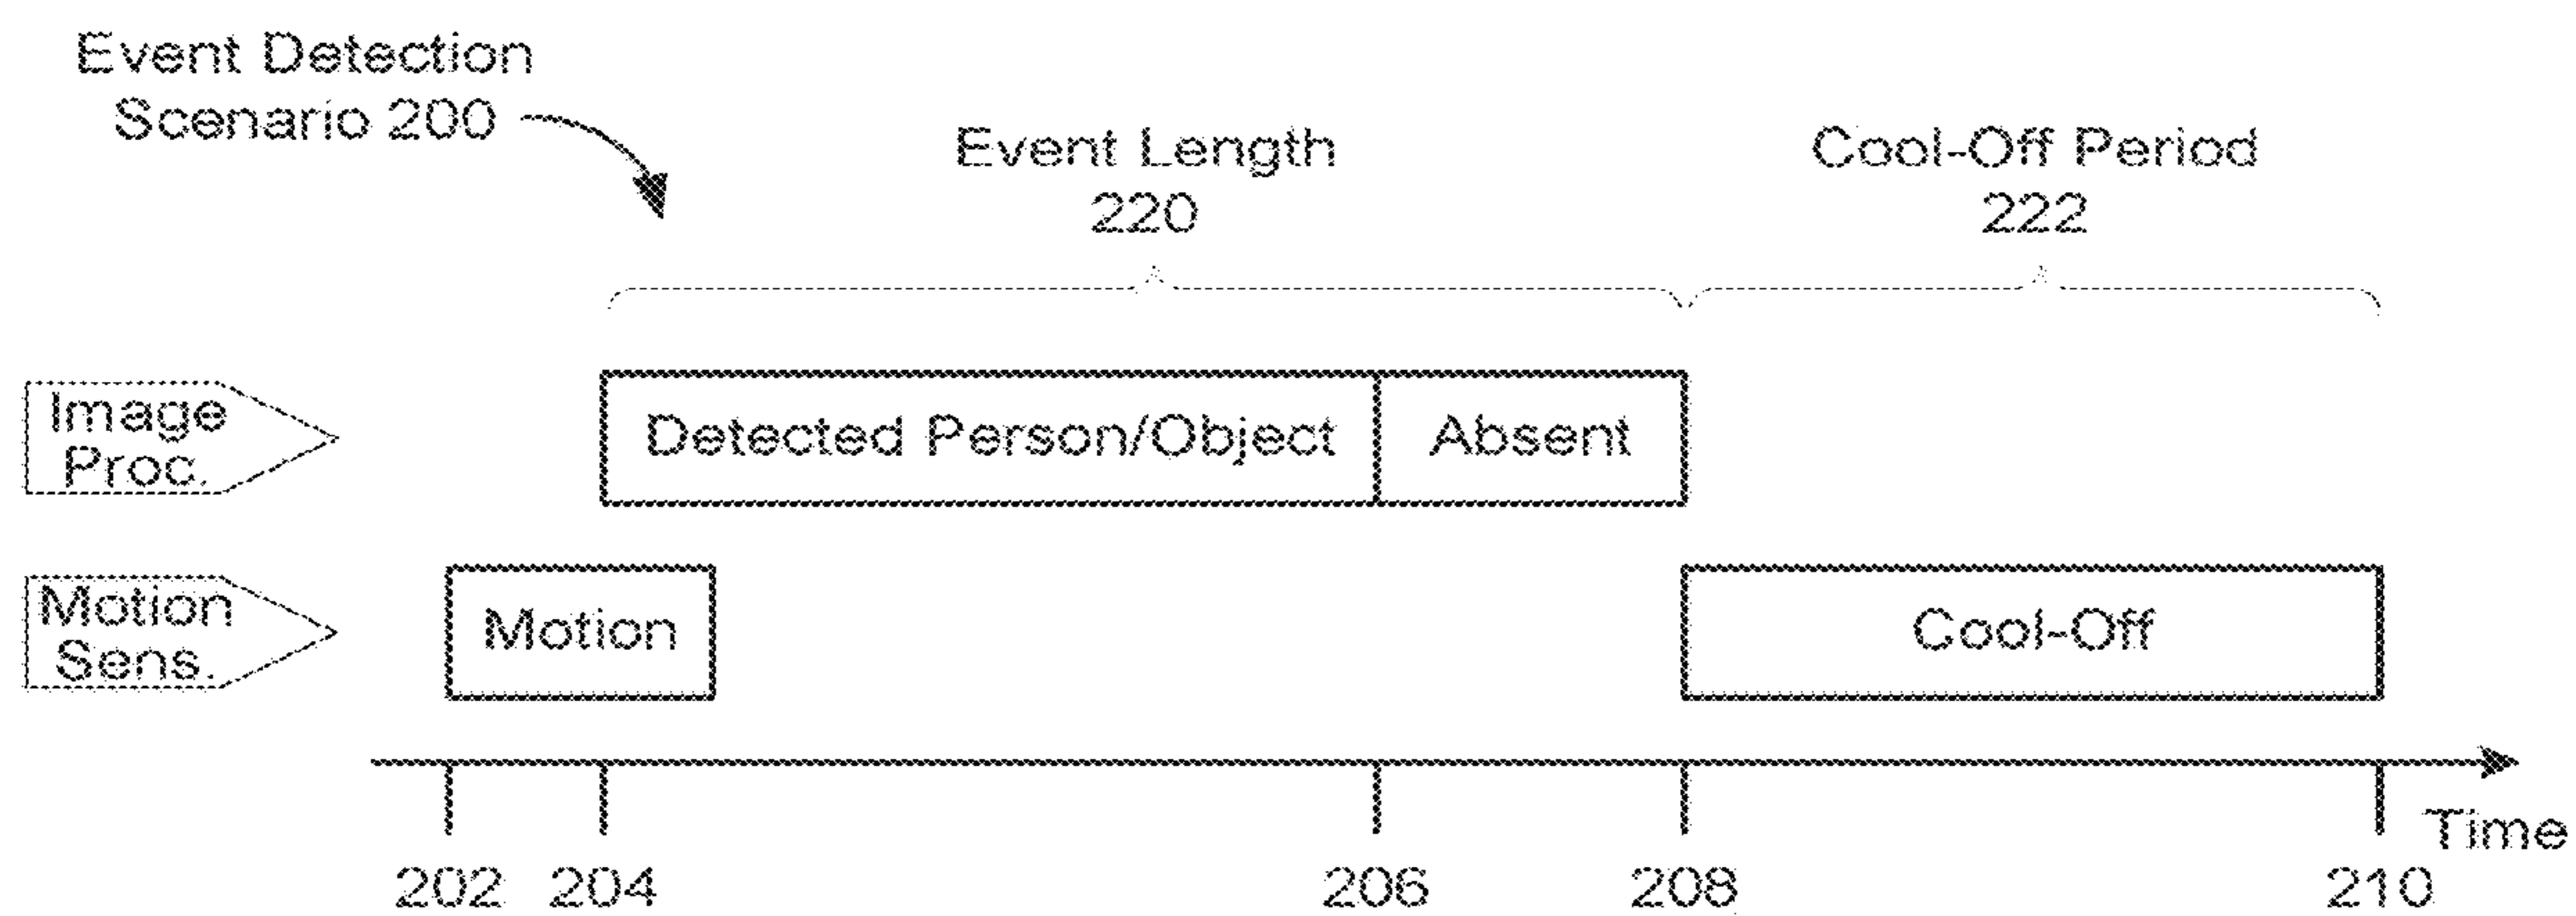 Event Detection
Scenario 200
Event Length
220
Cool-Off Period
222
Image
Proc.
Detected Person/Object
Absent
Motion
Sens.
Motion
Cool-Off
Time
202
204
206
208
210